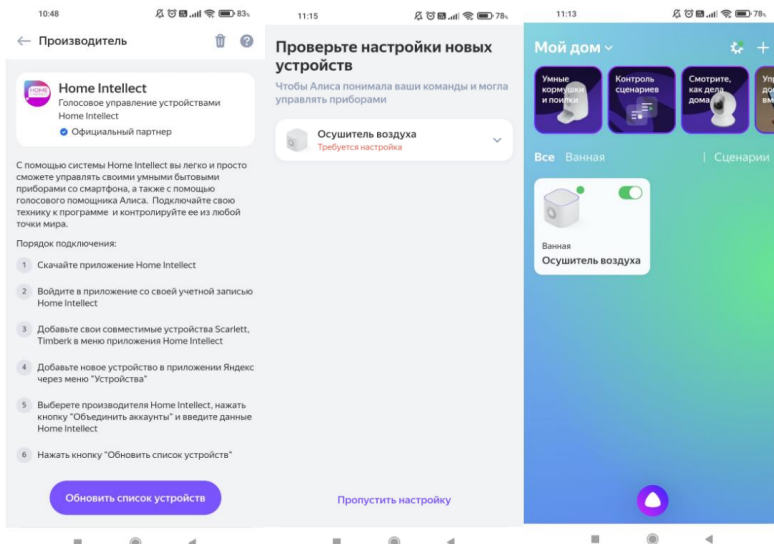 10:48
83%
Производитель
HOME
Home Intellect
Голосовое управление устройствами
Home Intellect
Официальный партнер
С помощью системы Home Intellect вы легко и просто
сможете управлять своими умными бытовыми
приборами со смартфона, а также с помощью
голосового помощника Алиса. Подключайте свою
технику к программе и контролируйте ее из любой
точки мира.
Порядок подключения:
1 Скачайте приложение Home Intellect
2 Войдите в приложение со своей учетной записью
Home Intellect
3 Добавьте свои совместимые устройства Scarlett,
Timberk в меню приложения Home Intellect
4 Добавьте новое устройство в приложении Яндекс
через меню "Устройства"
5 Выберете производителя Home Intellect, нажать
кнопку "Объединить аккаунты" и введите данные
Home Intellect
6 Нажать кнопку "Обновить список устройств"
Обновить список устройств
11:15
78%
Проверьте настройки новых
устройств
Чтобы Алиса понимала ваши команды и могла
управлять приборами
Осушитель воздуха
Требуется настройка
Пропустить настройку
11:13
78%
Мой дом
Умные
кормушки
и поилки
Контроль
сценариев
Смотрите,
как дела
дома
Все Ванная
Сценарии
Ванная
Осушитель воздуха